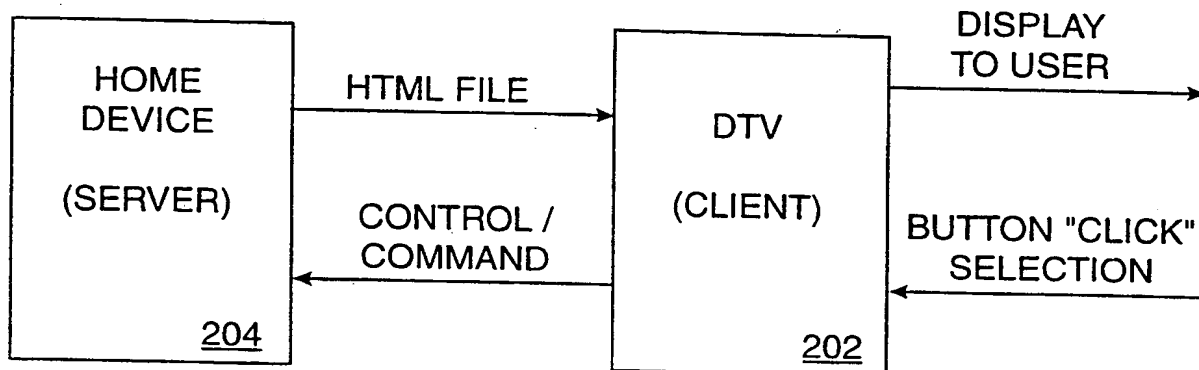 HOME
DEVICE
(SERVER)
204
HTML FILE
CONTROL /
COMMAND
DTV
(CLIENT)
202
DISPLAY
TO USER
BUTTON "CLICK"
SELECTION